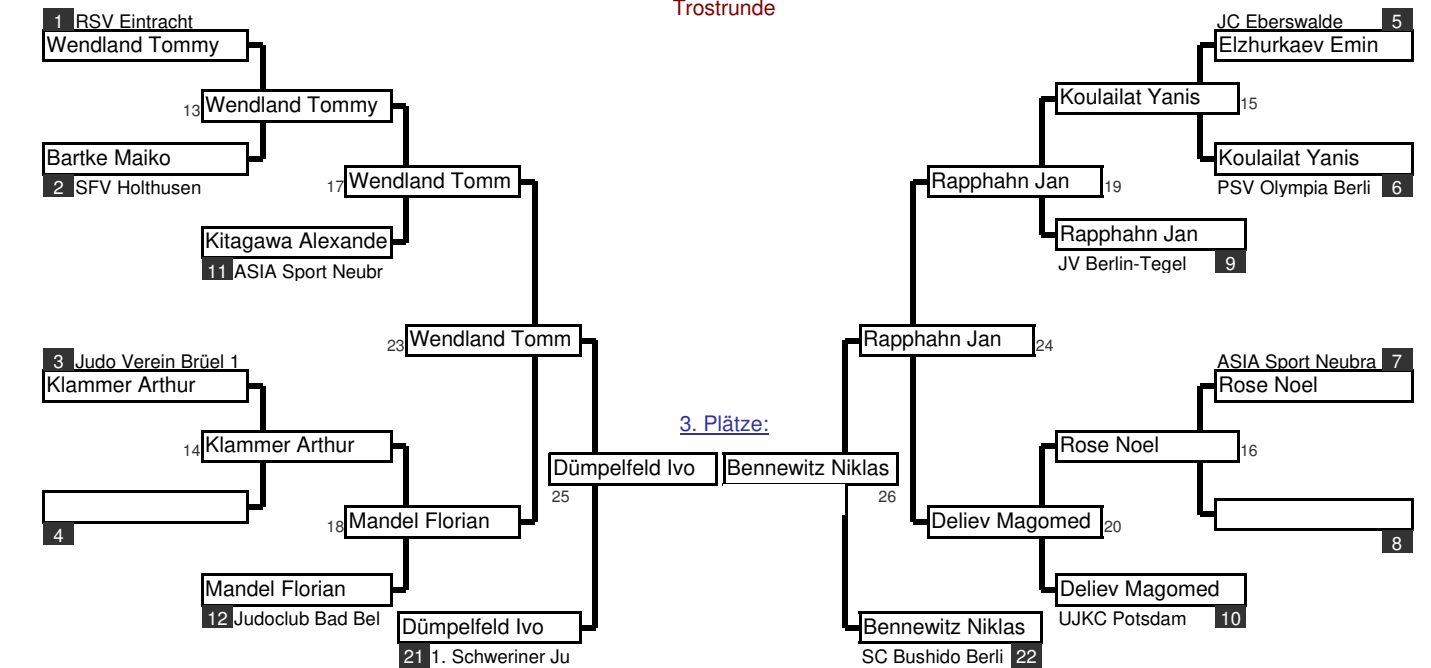 Trostrunde
1 RSV Eintracht
Wendland Tommy
13 Wendland Tommy
Bartke Maiko
2 SFV Holthusen
17 Wendland Tomm
Kitagawa Alexande
11 ASIA Sport Neubr
23 Wendland Tomm
3 Judo Verein Brüel 1
Klammer Arthur
14 Klammer Arthur
4
18 Mandel Florian
Mandel Florian
12 Judoclub Bad Bel
3. Plätze:
Dümpelfeld Ivo
25
Dümpelfeld Ivo
21 1. Schweriner Ju
JC Eberswalde 5
Elzhurkaev Emin
Koulailat Yanis 15
Koulailat Yanis
PSV Olympia Berli 6
Rapphahn Jan 19
Rapphahn Jan
JV Berlin-Tegel 9
Rapphahn Jan 24
ASIA Sport Neubra 7
Rose Noel
Rose Noel 16
8
Bennewitz Niklas
26
Deliev Magomed 20
Deliev Magomed
UJKC Potsdam 10
Bennewitz Niklas
SC Bushido Berli 22